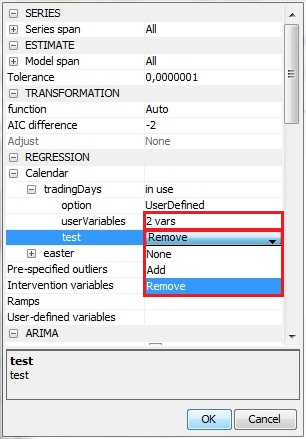 SERIES
Series span All
ESTIMATE
Model span All
Tolerance 0,0000001
TRANSFORMATION
function Auto
AIC difference -2
Adjust None
REGRESSION
Calendar
tradingDays in use
option UserDefined
userVariables 2 vars
test Remove
None
easter
Add
Pre-specified outliers
Remove
Intervention variables
Ramps
User-defined variables
ARIMA
test
test
OK Cancel